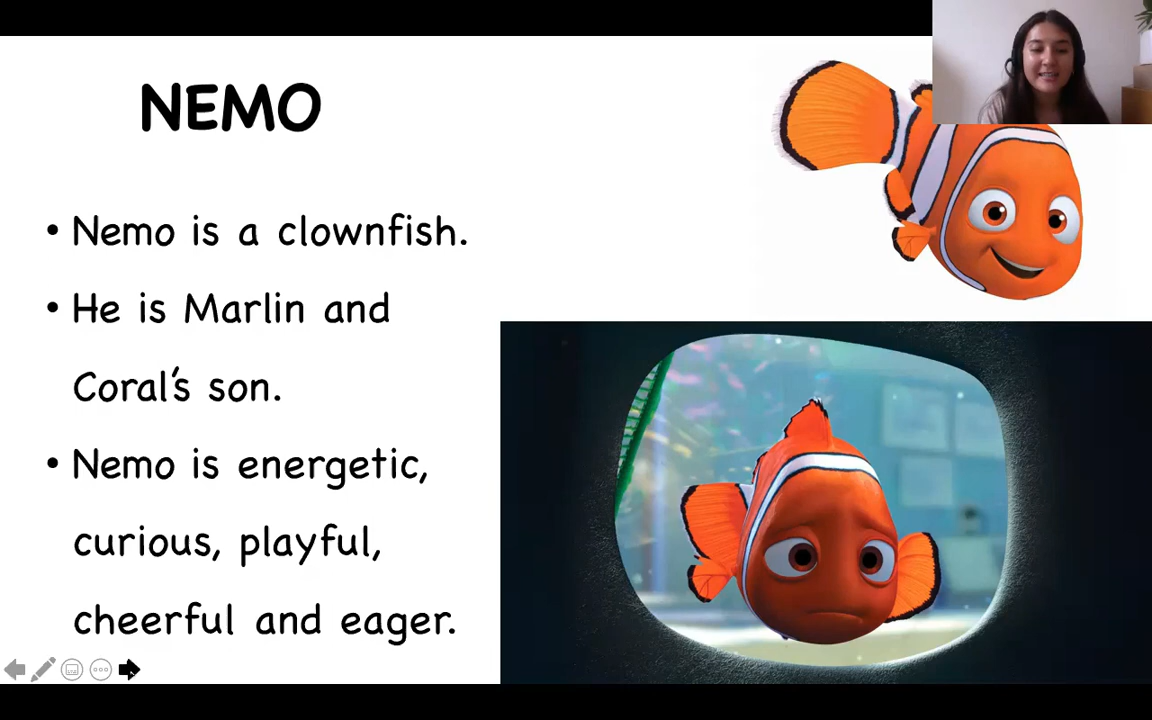 NEMO
• Nemo is a clownfish.
• He is Marlin and
Coral's son.
• Nemo is energetic,
curious, playful,
cheerful and eager.